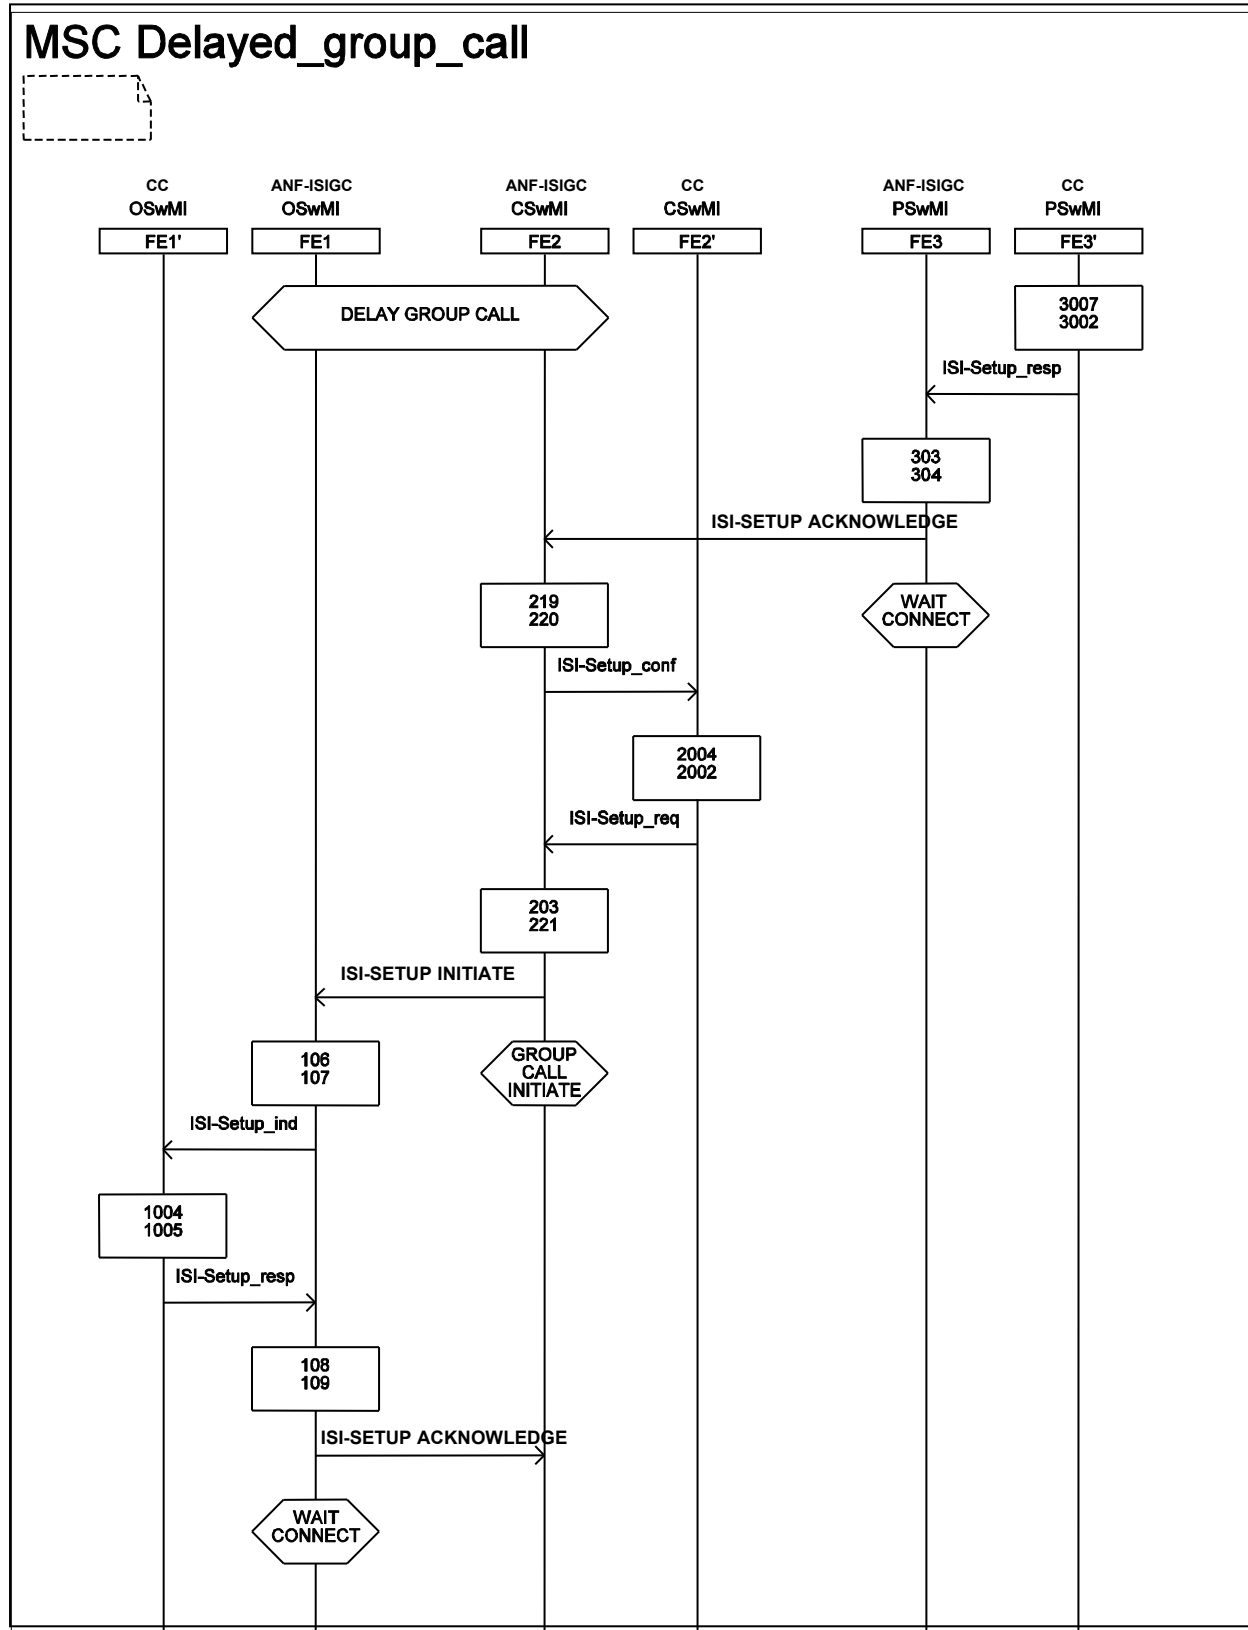 MSC Delayed_group_call
CC ANF-ISIGC ANF-ISIGC CC ANF-ISIGC CC
OSwMI OSwMI CSwMI CSwMI PSwMI PSwMI
FE1' FE1 FE2 FE2' FE3 FE3'
DELAY GROUP CALL
3007
3002
ISI-Setup_resp
303
304
ISI-SETUP ACKNOWLEDGE
219
220
WAIT
CONNECT
ISI-Setup_conf
2004
2002
ISI-Setup_req
203
221
ISI-SETUP INITIATE
106
107
GROUP
CALL
INITIATE
ISI-Setup_ind
1004
1005
ISI-Setup_resp
108
109
ISI-SETUP ACKNOWLEDGE
WAIT
CONNECT